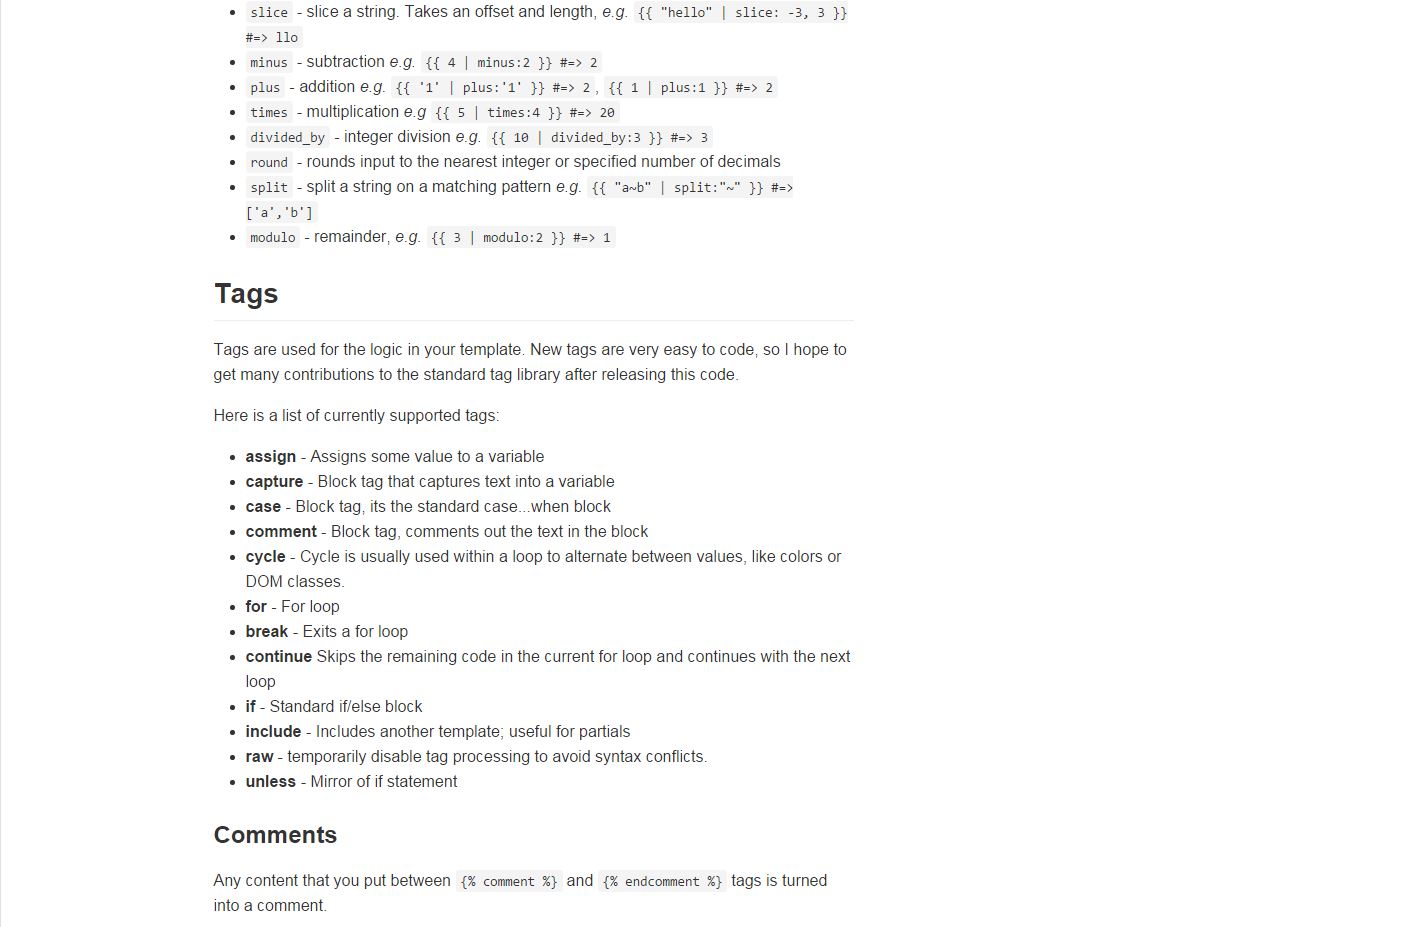 slice - slice a string. Takes an offset and length, e.g. {{ "hello" | slice: -3, 3 }}
#=> llo
minus - subtraction e.g. {{ 4 | minus:2 }} #=> 2
plus - addition e.g. {{ '1' | plus:'1' }} #=> 2 , {{ 1 | plus:1 }} #=> 2
times - multiplication e.g {{ 5 | times:4 }} #=> 20
divided_by - integer division e.g. {{ 10 | divided_by:3 }} #=> 3
round - rounds input to the nearest integer or specified number of decimals
split - split a string on a matching pattern e.g. {{ "a~b" | split:"~" }} #=>
['a','b']
modulo - remainder, e.g. {{ 3 | modulo:2 }} #=> 1
Tags
Tags are used for the logic in your template. New tags are very easy to code, so I hope to
get many contributions to the standard tag library after releasing this code.
Here is a list of currently supported tags:
assign - Assigns some value to a variable
capture - Block tag that captures text into a variable
case - Block tag, its the standard case...when block
comment - Block tag, comments out the text in the block
cycle - Cycle is usually used within a loop to alternate between values, like colors or
DOM classes.
for - For loop
break - Exits a for loop
continue Skips the remaining code in the current for loop and continues with the next
loop
if - Standard if/else block
include - Includes another template; useful for partials
raw - temporarily disable tag processing to avoid syntax conflicts.
unless - Mirror of if statement
Comments
Any content that you put between {% comment %} and {% endcomment %} tags is turned
into a comment.